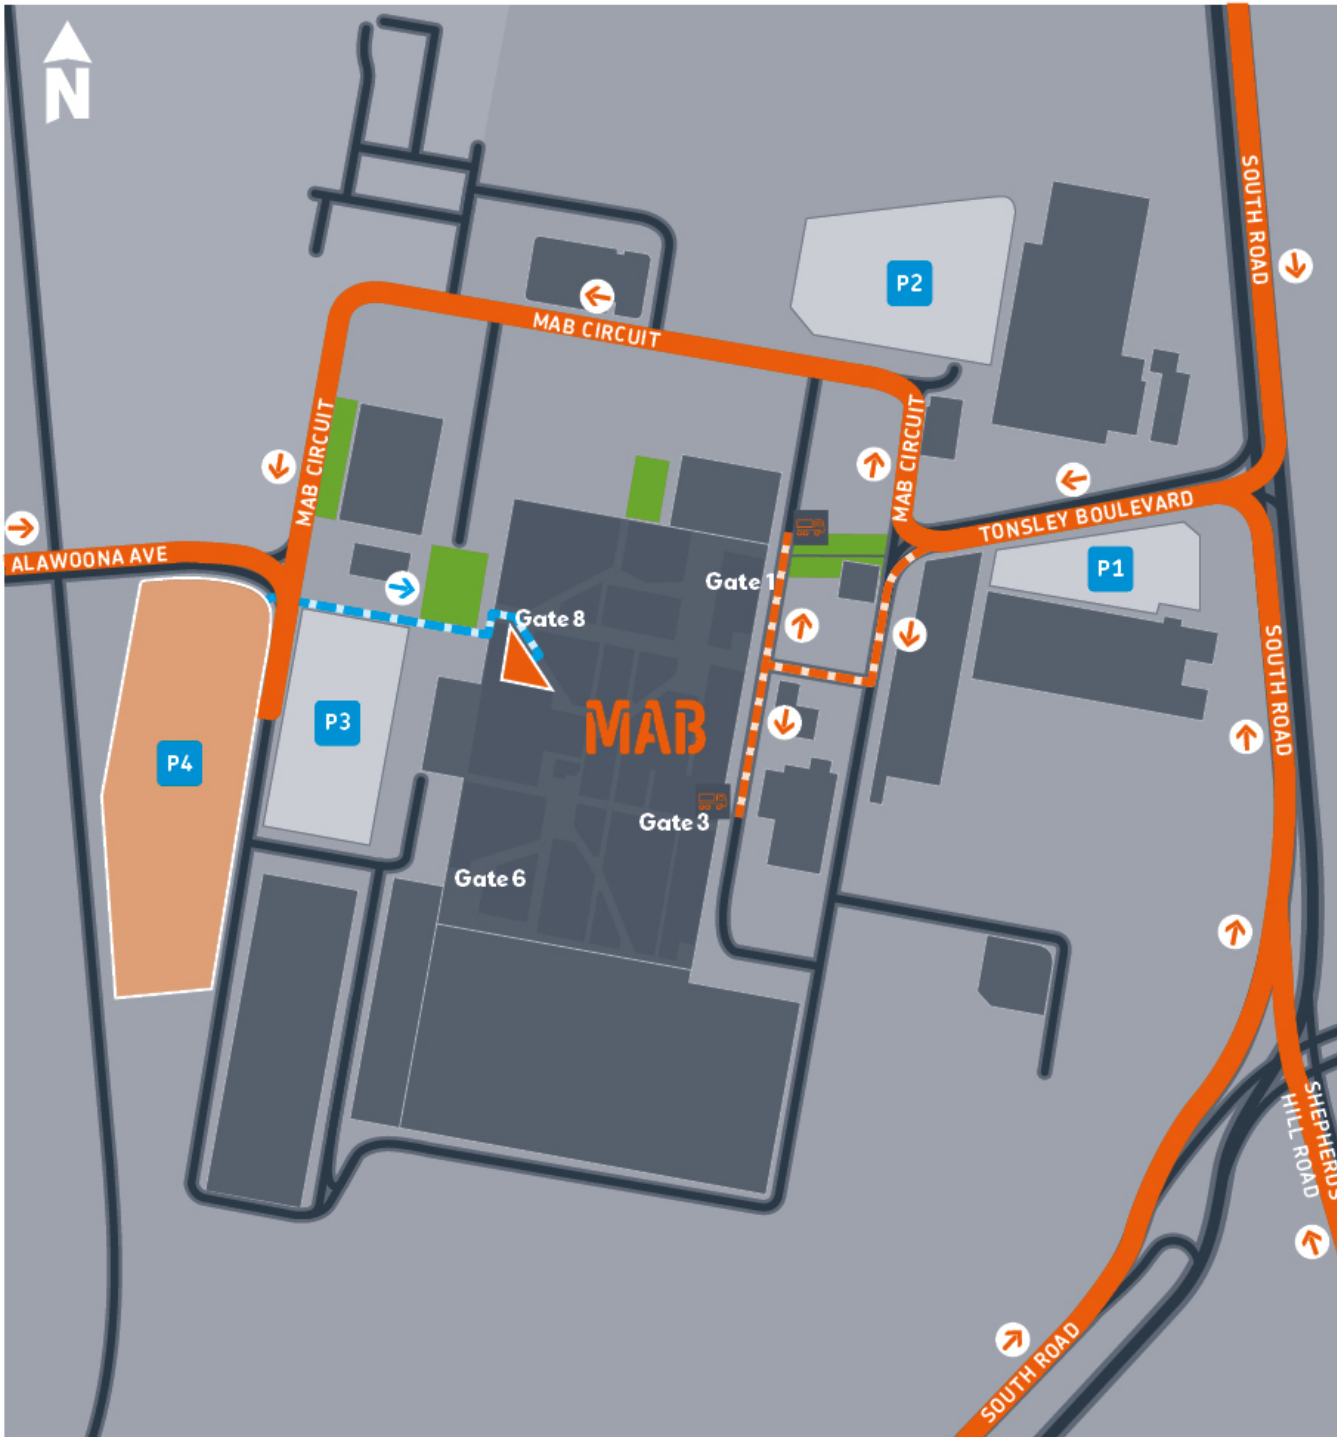 N
SOUTH ROAD
P2
MAB CIRCUIT
MAB CIRCUIT
MAB CIRCUIT
TONSLEY BOULEVARD
ALAWOONA AVE
P1
Gate 1
Gate 8
SOUTH ROAD
P3
MAB
P4
Gate 3
Gate 6
SHEPHERDS
HILL ROAD
SOUTH ROAD